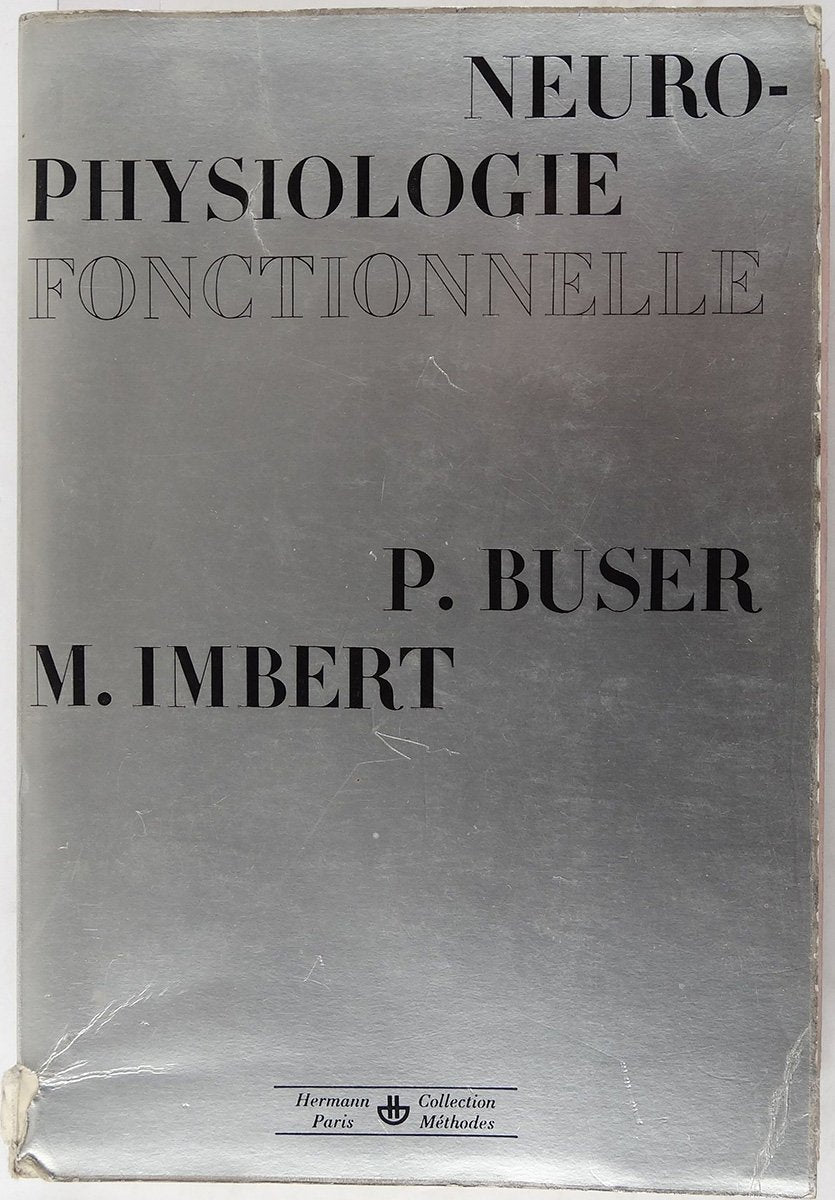 NEURO-
PHYSIOLOGIE
FONCTIONNELLE
P. BUSER
M. IMBERT
Hermann
Paris
Collection
Méthodes